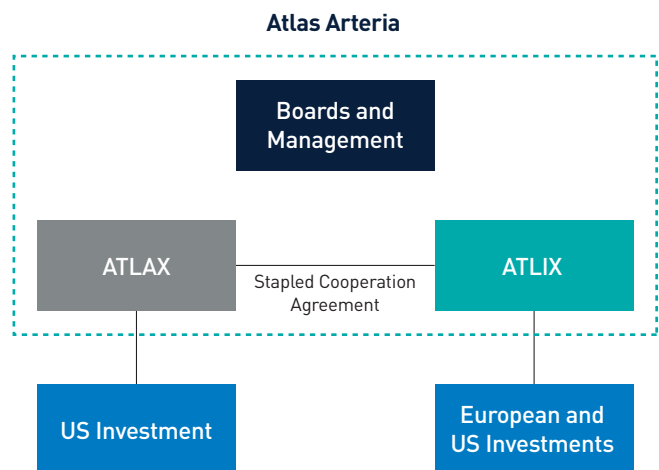 Atlas Arteria
Boards and
Management
ATLAX
ATLIX
Stapled Cooperation
Agreement
US Investment
European and
US Investments